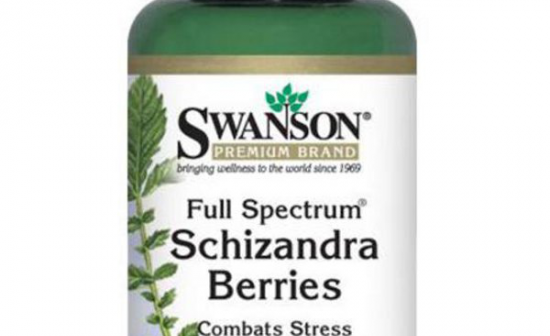 SWANSON®
PREMIUM BRAND
bringing wellness to the world since 1969
Full Spectrum®
Schizandra
Berries
Combats Stress